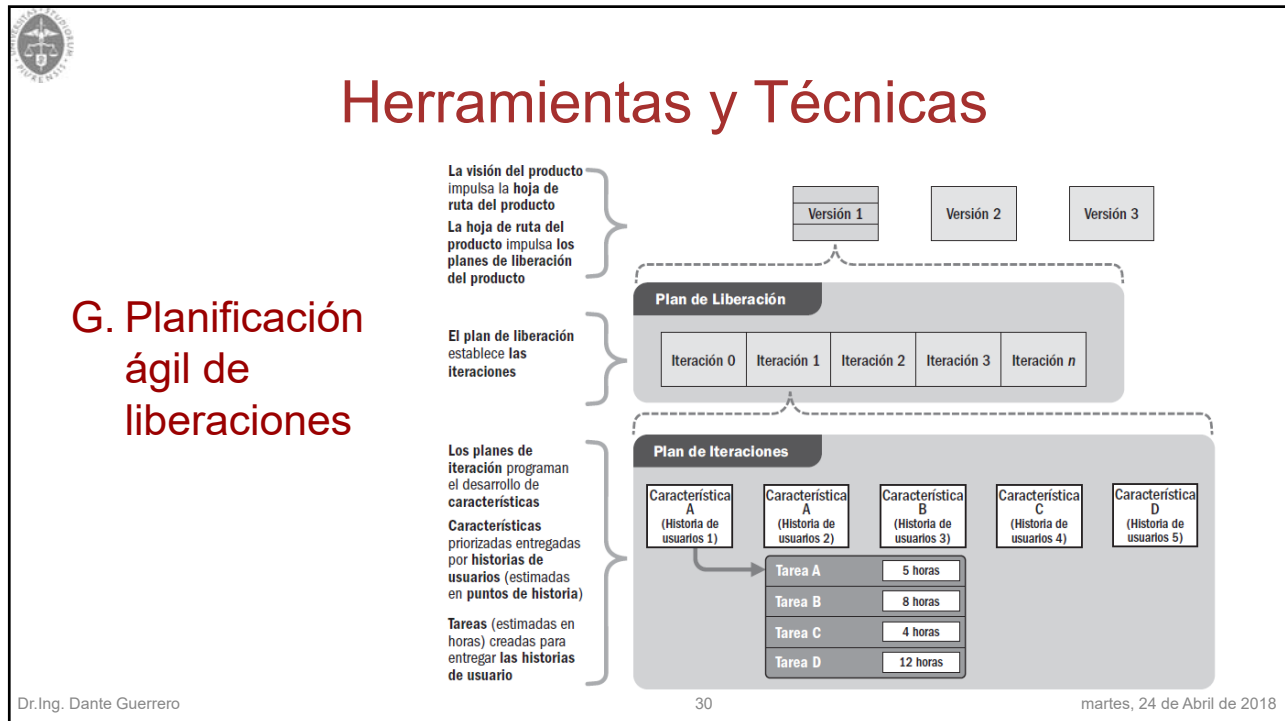 UNIVERSITAS STUDIORUM
PIURENSIS
Herramientas y Técnicas
G. Planificación
ágil de
liberaciones
La visión del producto
impulsa la hoja de
ruta del producto
La hoja de ruta del
producto impulsa los
planes de liberación
del producto
Versión 1
Versión 2
Versión 3
El plan de liberación
establece las
iteraciones
Plan de Liberación
Iteración 0
Iteración 1
Iteración 2
Iteración 3
Iteración n
Los planes de
iteración programan
el desarrollo de
características
Características
priorizadas entregadas
por historias de
usuarios (estimadas
en puntos de historia)
Tareas (estimadas en
horas) creadas para
entregar las historias
de usuario
Plan de Iteraciones
Característica
A
(Historia de
usuarios 1)
Característica
A
(Historia de
usuarios 2)
Característica
B
(Historia de
usuarios 3)
Característica
C
(Historia de
usuarios 4)
Característica
D
(Historia de
usuarios 5)
Tarea A 5 horas
Tarea B 8 horas
Tarea C 4 horas
Tarea D 12 horas
Dr.Ing. Dante Guerrero
30
martes, 24 de Abril de 2018